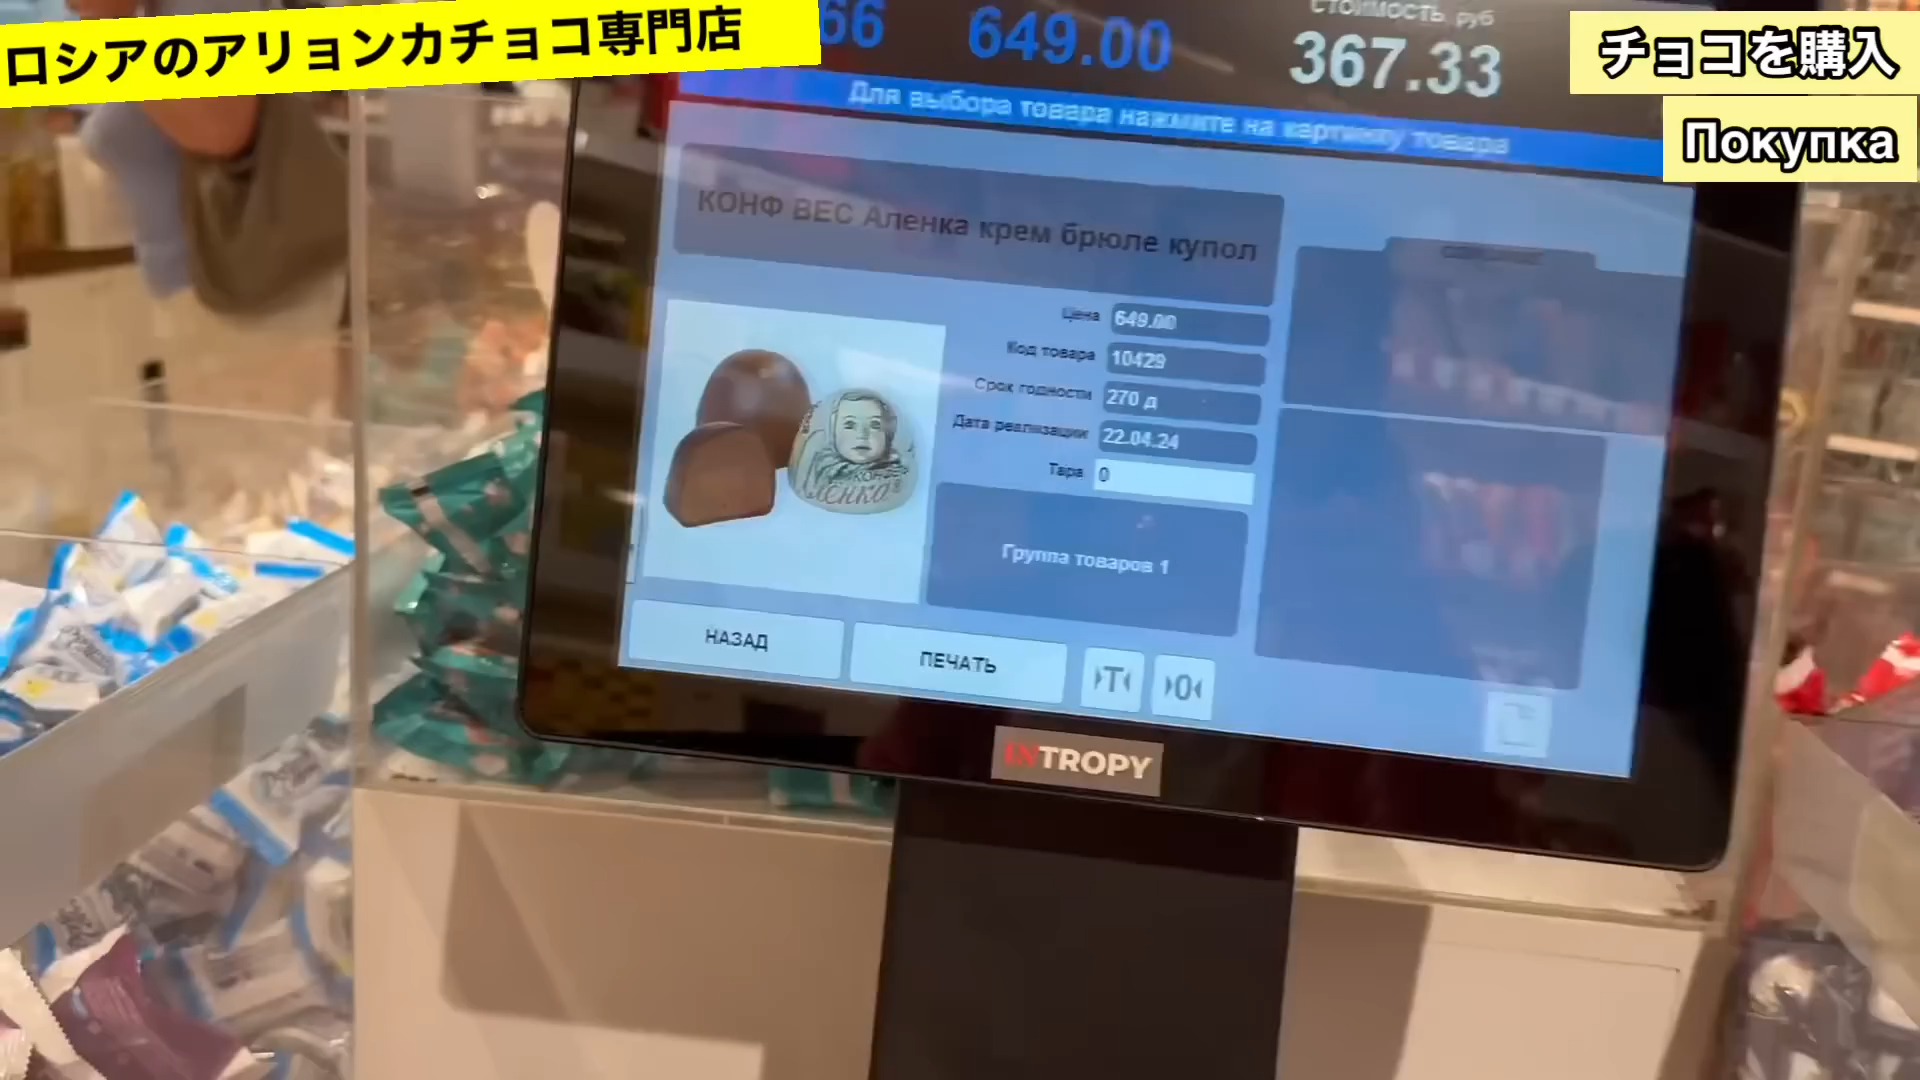 ロシアのアリョンカチョコ専門店
66
649.00
СТОИМОСТЬ, руб
367.33
チョコを購入
Покупка
Для выбора товара нажмите на картинку товара
КОНФ ВЕС Аленка крем брюле купол
Цена 649.00
Код товара 10429
Срок годности 270 д
Дата реализации 22.04.24
Тара 0
Группа товаров 1
НАЗАД
ПЕЧАТЬ
T
0
INTROPY